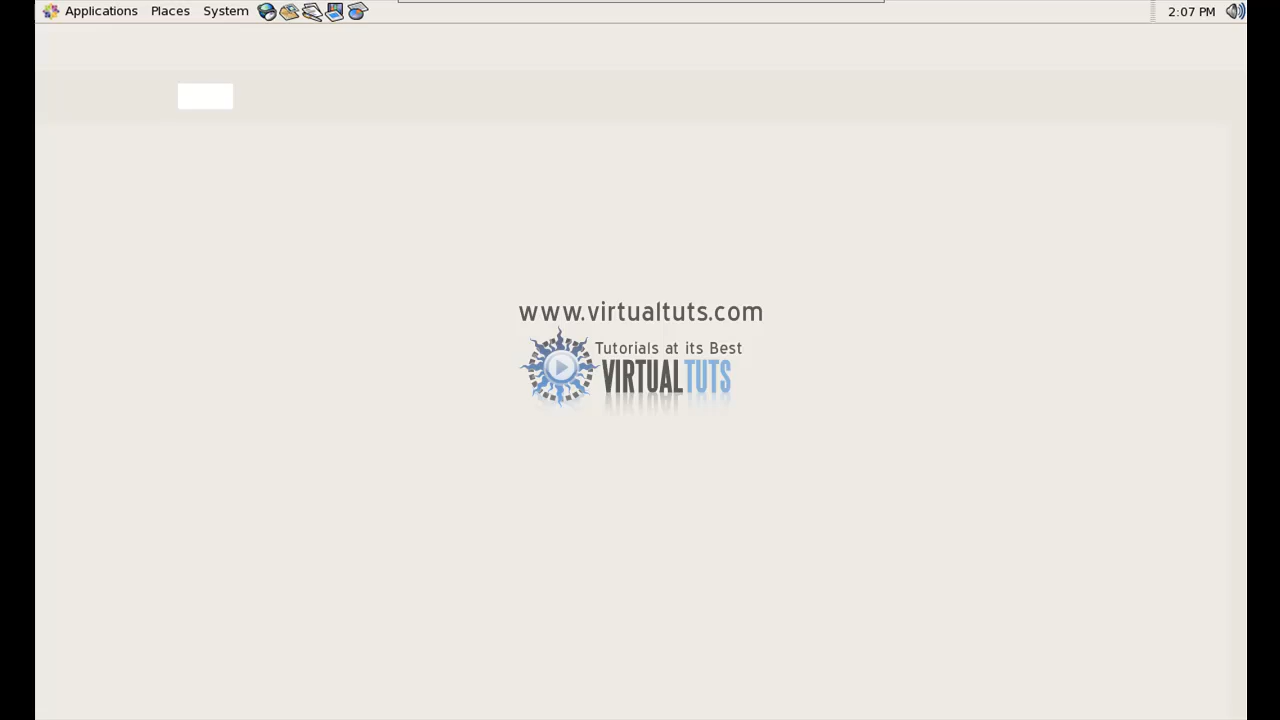 Applications Places System 2:07 PM
www.virtualtuts.com
Tutorials at its Best
VIRTUALTUTS